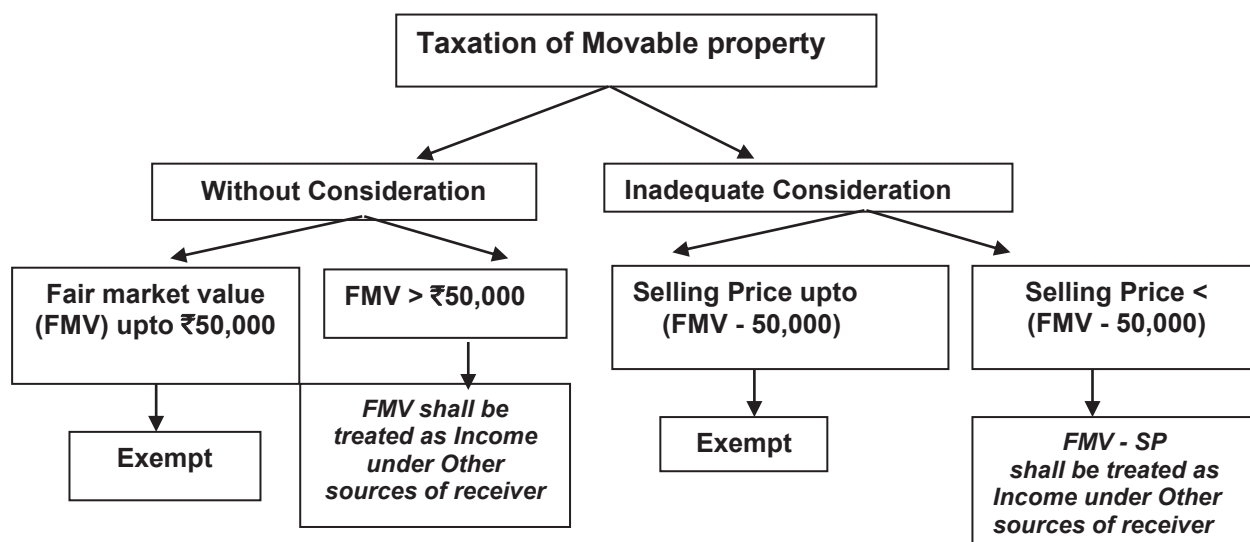 Taxation of Movable property
Without Consideration
Inadequate Consideration
Fair market value
(FMV) upto ₹50,000
FMV > ₹50,000
Selling Price upto
(FMV - 50,000)
Selling Price <
(FMV - 50,000)
Exempt
FMV shall be
treated as Income
under Other
sources of receiver
Exempt
FMV - SP
shall be treated as
Income under Other
sources of receiver